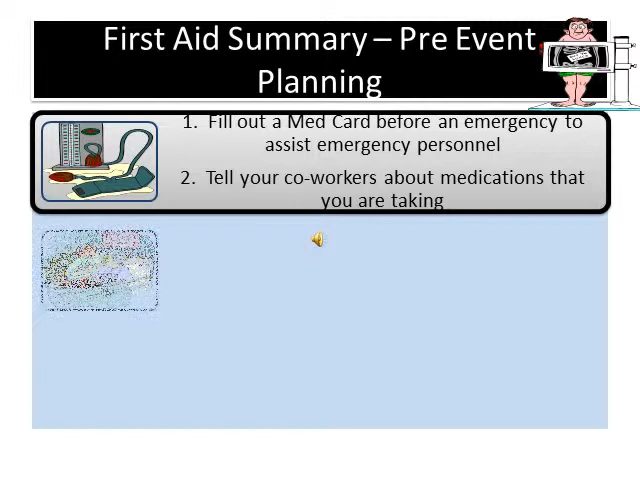 First Aid Summary – Pre Event
Planning
1. Fill out a Med Card before an emergency to
assist emergency personnel
2. Tell your co-workers about medications that
you are taking